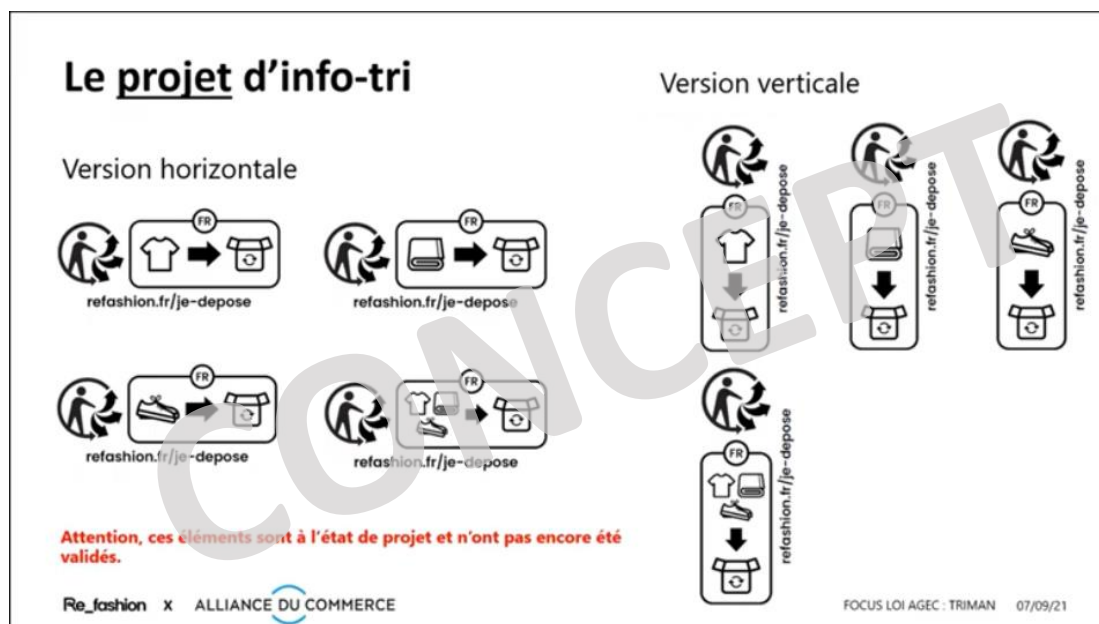 Le projet d'info-tri
Version horizontale
FR
refashion.fr/je-depose
FR
refashion.fr/je-depose
FR
refashion.fr/je-depose
FR
refashion.fr/je-depose
Version verticale
FR
refashion.fr/je-depose
FR
refashion.fr/je-depose
FR
refashion.fr/je-depose
FR
refashion.fr/je-depose
CONCEPT
Attention, ces éléments sont à l'état de projet et n'ont pas encore été
validés.
Re_fashion x ALLIANCE DU COMMERCE
FOCUS LOI AGEC : TRIMAN 07/09/21